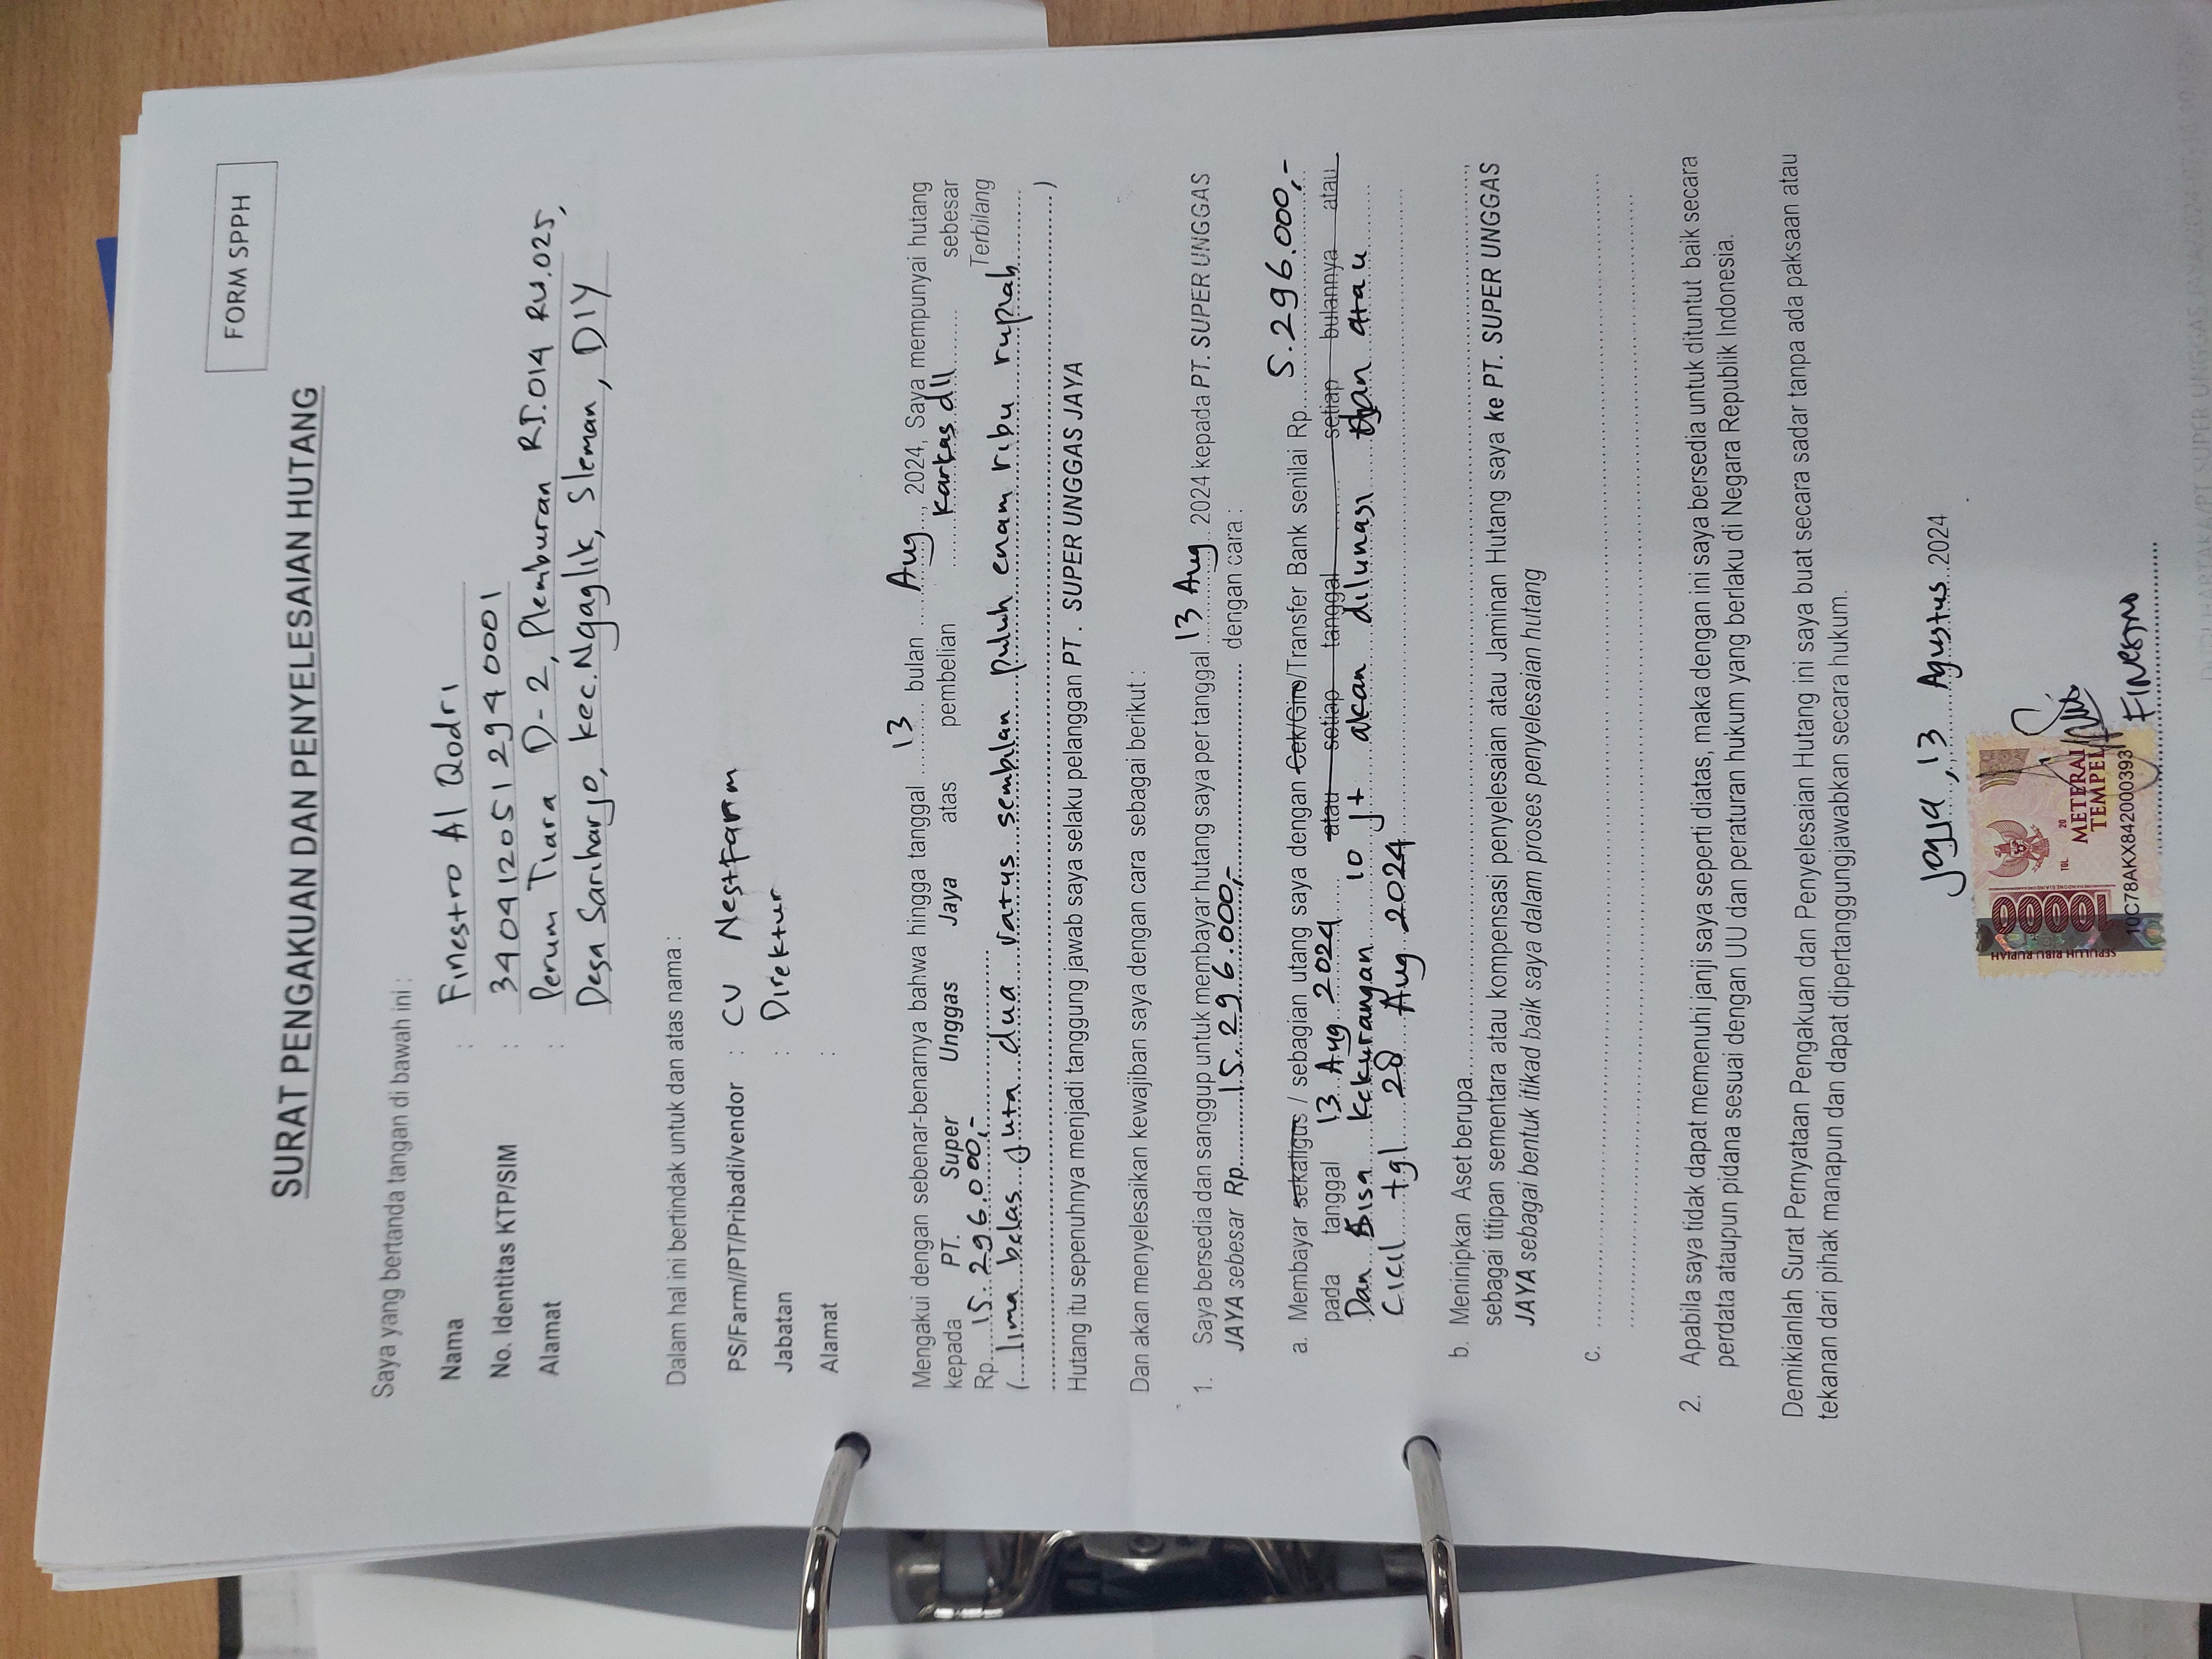 FORM SPPH
SURAT PENGAKUAN DAN PENYELESAIAN HUTANG
Saya yang bertanda tangan di bawah ini :
Nama : Finestro Al Qodri
No. Identitas KTP/SIM : 3404120512940001
Alamat : Perum Tiara D-2, Plemburan RT.014 RW.025,
Desa Sariharjo, Kec.Ngaglik, Sleman, DIY
Dalam hal ini bertindak untuk dan atas nama :
PS/Farm//PT/Pribadi/vendor : CV NestFarm
Jabatan : Direktur
Alamat :
Mengakui dengan sebenar-benarnya bahwa hingga tanggal 13 bulan Aug, 2024, Saya mempunyai hutang
kepada PT. Super Unggas Jaya atas pembelian Karkas dll sebesar
Rp 15.296.000,- Terbilang
( lima belas juta dua ratus sembilan puluh enam ribu rupiah
)
Hutang itu sepenuhnya menjadi tanggung jawab saya selaku pelanggan PT . SUPER UNGGAS JAYA
Dan akan menyelesaikan kewajiban saya dengan cara sebagai berikut :
1. Saya bersedia dan sanggup untuk membayar hutang saya per tanggal 13 Aug 2024 kepada PT. SUPER UNGGAS
JAYA sebesar Rp 15.296.000,- dengan cara :
a. Membayar sekaligus / sebagian utang saya dengan Cek/Giro/Transfer Bank senilai Rp 5.296.000,-
pada tanggal 13 Aug 2024 atau setiap tanggal setiap bulannya atau
Dan Sisa Kekurangan 10 jt akan dilunasi dan atau
Cicil tgl 28 Aug 2024
b. Meninipkan Aset berupa,
sebagai titipan sementara atau kompensasi penyelesaian atau Jaminan Hutang saya ke PT. SUPER UNGGAS
JAYA sebagai bentuk itikad baik saya dalam proses penyelesaian hutang
c.
2. Apabila saya tidak dapat memenuhi janji saya seperti diatas, maka dengan ini saya bersedia untuk dituntut baik secara
perdata ataupun pidana sesuai dengan UU dan peraturan hukum yang berlaku di Negara Republik Indonesia.
Demikianlah Surat Pernyataan Pengakuan dan Penyelesaian Hutang ini saya buat secara sadar tanpa ada paksaan atau
tekanan dari pihak manapun dan dapat dipertanggungjawabkan secara hukum.
Jogja, 13 Agustus 2024
SEPULUH RIBU RUPIAH
10000
TGL. 20
METERAI
TEMPEL
10C78AKX842000393
FINESTRO